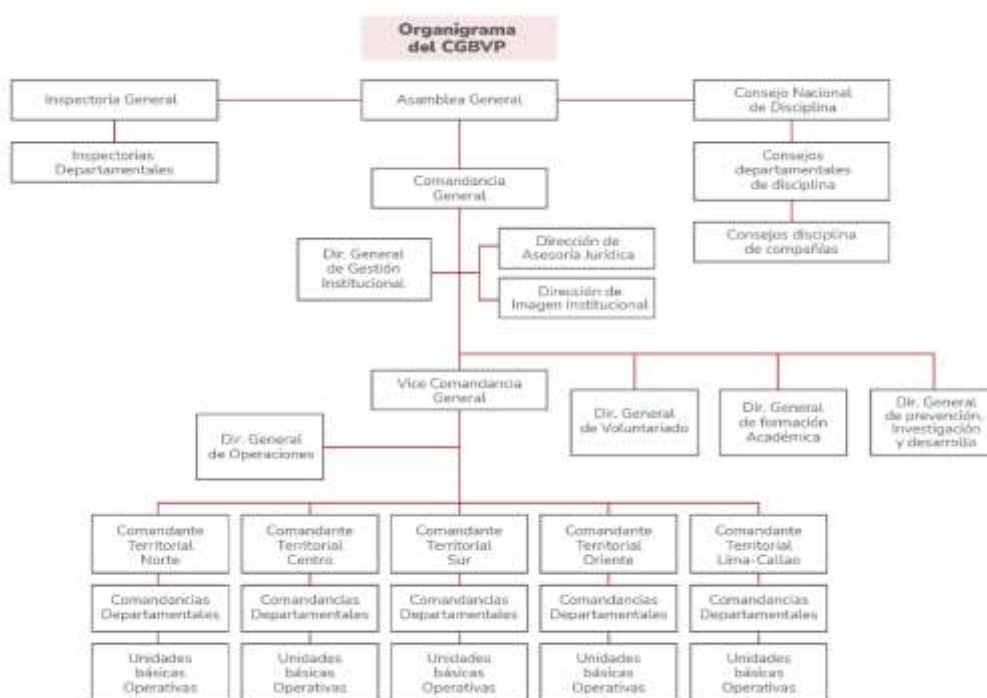 Organigrama
del CGBVP
Inspectoria General
Asamblea General
Consejo Nacional
de Disciplina
Inspectorias
Departamentales
Consejos
departamentales
de disciplina
Comandancia
General
Consejos disciplina
de compañías
Dir. General
de Gestión
Institucional
Dirección de
Asesoría Jurídica
Dirección de
Imagen institucional
Vice Comandancia
General
Dir. General
de Voluntariado
Dir. General
de formación
Académica
Dir. General
de prevención,
Investigación
y desarrollo
Dir. General
de Operaciones
Comandante
Territorial
Norte
Comandante
Territorial
Centro
Comandante
Territorial
Sur
Comandante
Territorial
Oriente
Comandante
Territorial
Lima-Callao
Comandancias
Departamentales
Comandancias
Departamentales
Comandancias
Departamentales
Comandancias
Departamentales
Comandancias
Departamentales
Unidades
básicas
Operativas
Unidades
básicas
Operativas
Unidades
básicas
Operativas
Unidades
básicas
Operativas
Unidades
básicas
Operativas